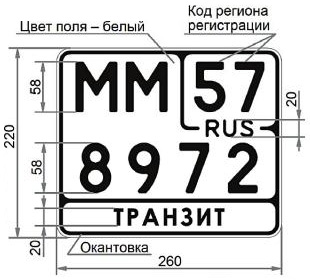 Код региона
регистрации
Цвет поля – белый
ММ 57
RUS
8972
ТРАНЗИТ
Окантовка
220
58
58
20
20
260